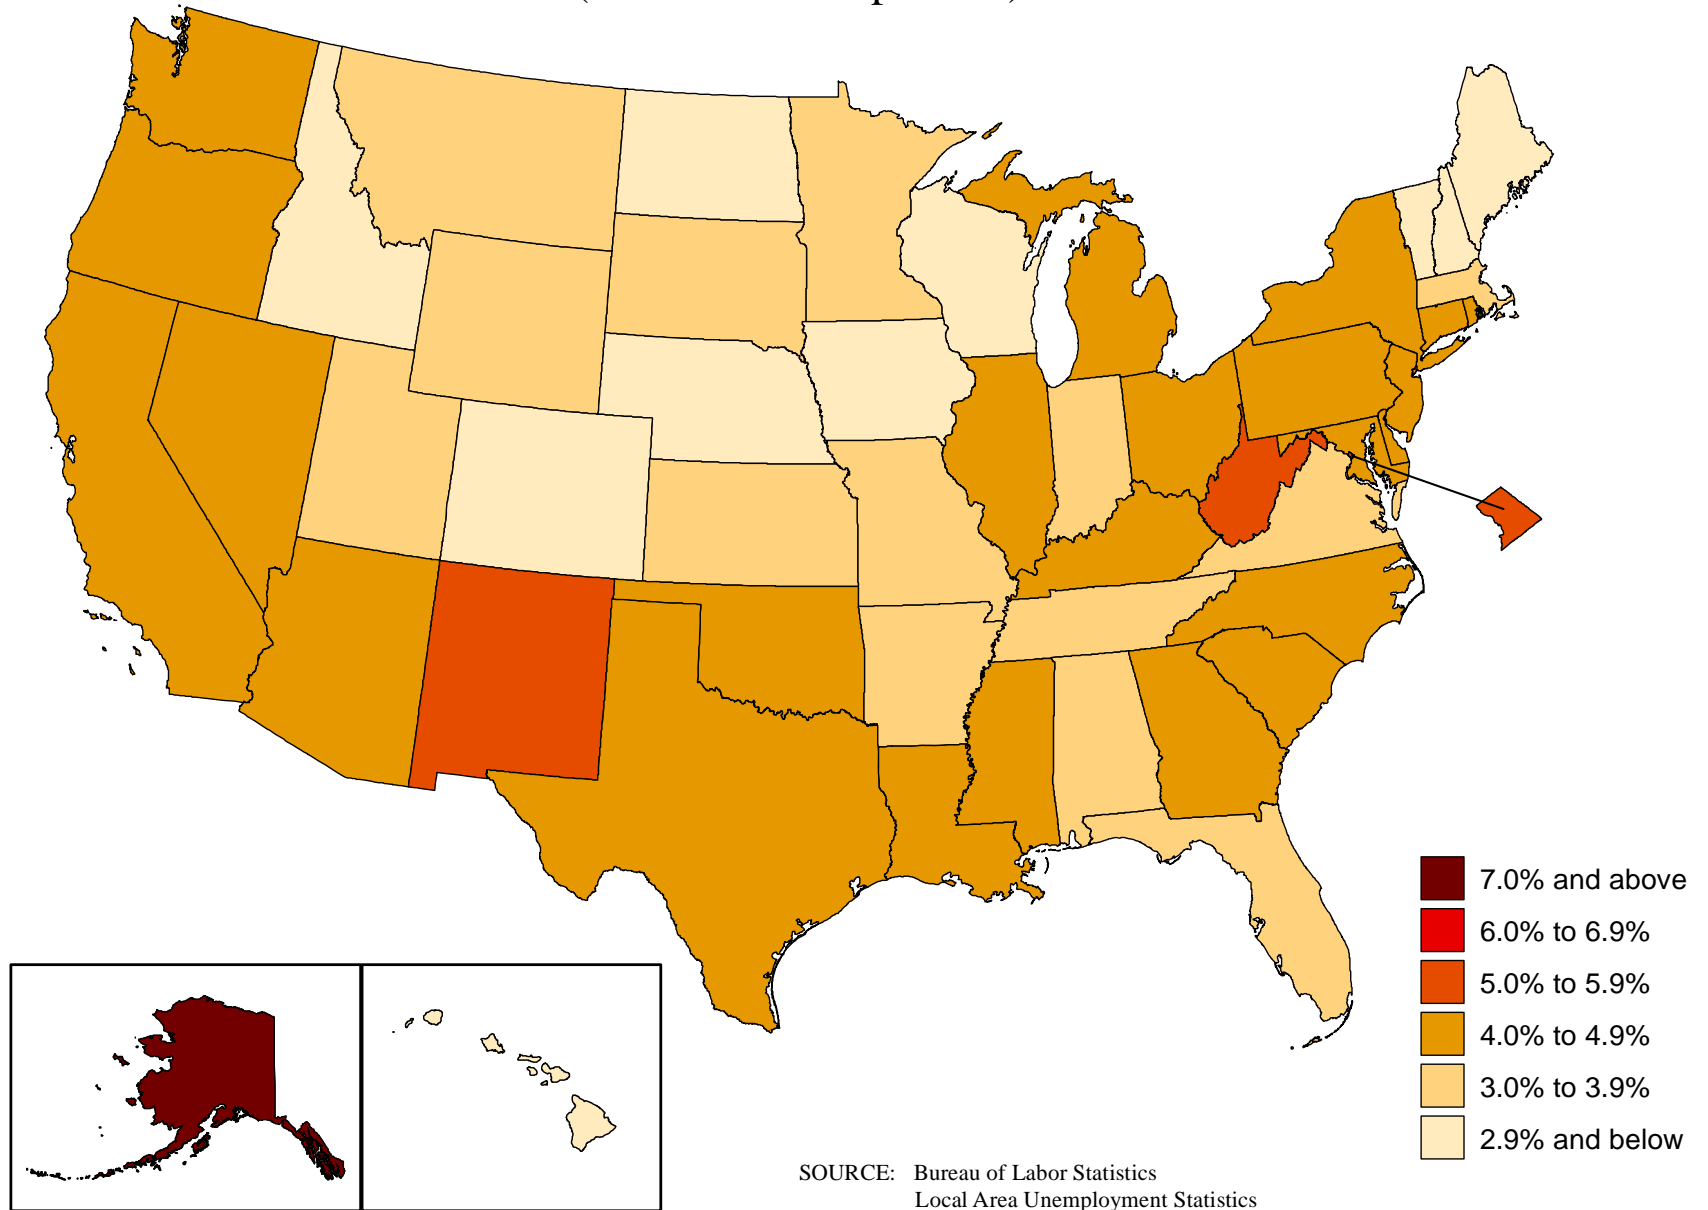 7.0% and above
6.0% to 6.9%
5.0% to 5.9%
4.0% to 4.9%
3.0% to 3.9%
2.9% and below
SOURCE: Bureau of Labor Statistics
Local Area Unemployment Statistics